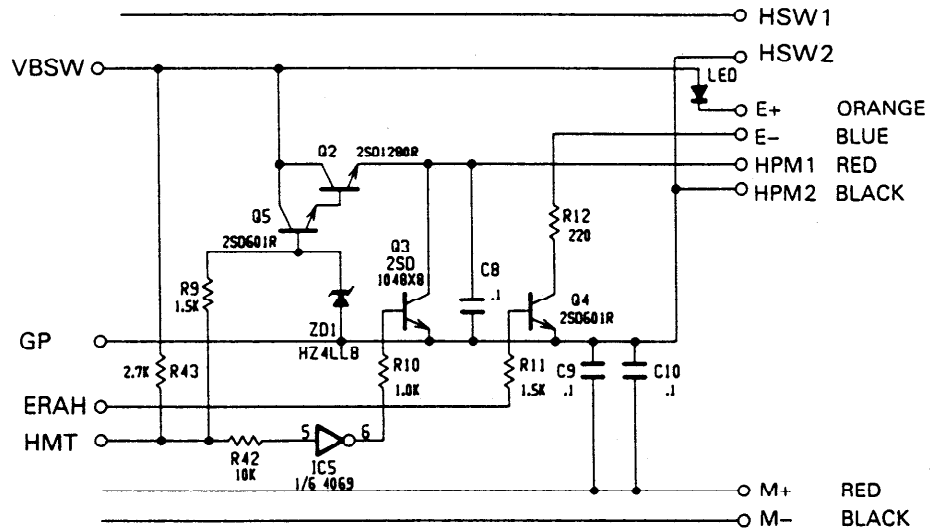 HSW1
HSW2
VBSW
LED
E+ ORANGE
E- BLUE
Q2
2SD1280R
HPM1 RED
HPM2 BLACK
Q5
2SD601R
R12
220
Q3
2SD
1048X8
C8
.1
R9
1.5K
Q4
2SD601R
ZD1
HZ4LLB
GP
2.7K R43
R10
1.0K
R11
1.5K
C9
.1
C10
.1
ERAH
HMT
5
6
R42
10K
IC5
1/6 4069
M+ RED
M- BLACK